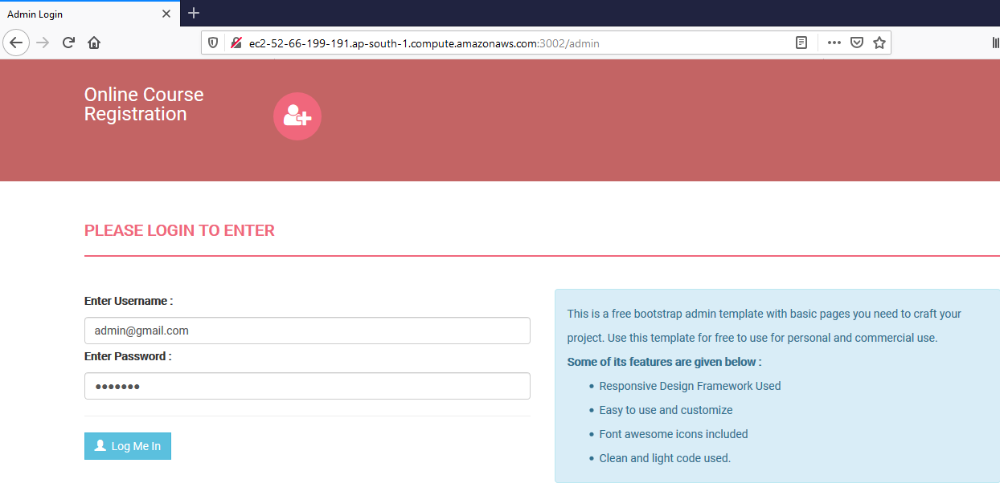 Admin Login
ec2-52-66-199-191.ap-south-1.compute.amazonaws.com:3002/admin
Online Course
Registration
PLEASE LOGIN TO ENTER
Enter Username :
admin@gmail.com
Enter Password :
•••••••
Log Me In
This is a free bootstrap admin template with basic pages you need to craft your
project. Use this template for free to use for personal and commercial use.
Some of its features are given below :
• Responsive Design Framework Used
• Easy to use and customize
• Font awesome icons included
• Clean and light code used.